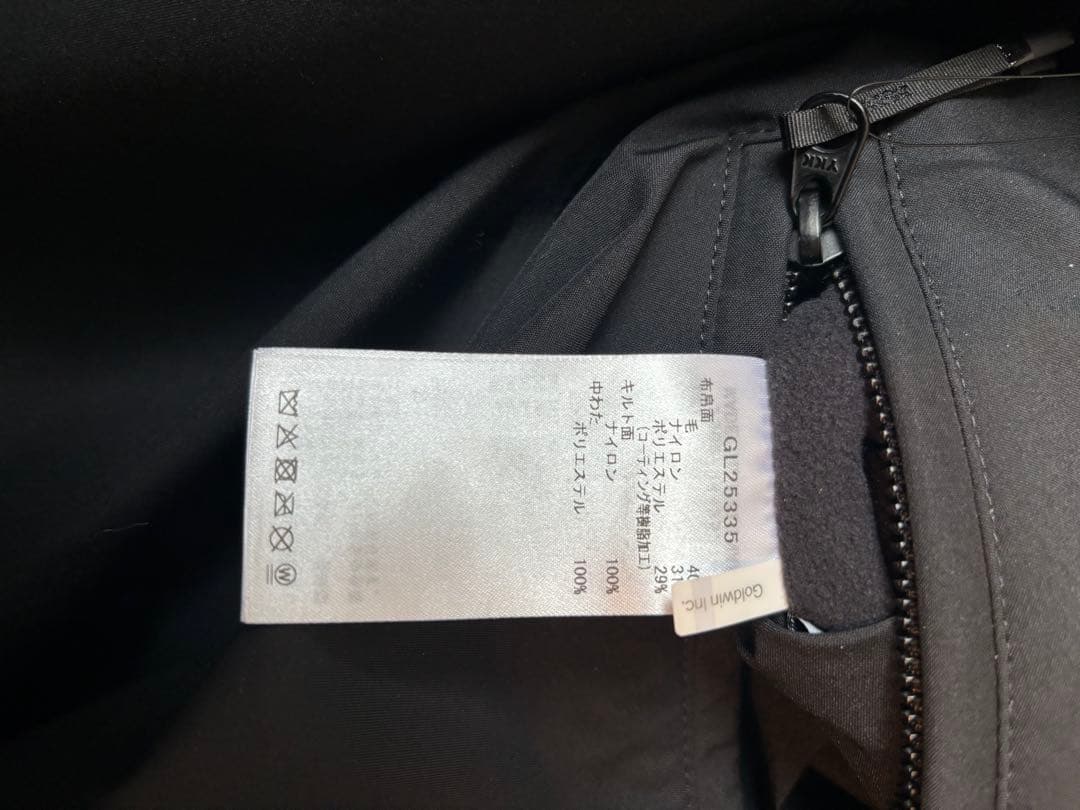 GL25335
布帛面
毛 40
ナイロン 31
ポリエステル 29%
(コーティング等樹脂加工)
キルト面
ナイロン 100%
中わた
ポリエステル 100%
Goldwin Inc.
YKK
W